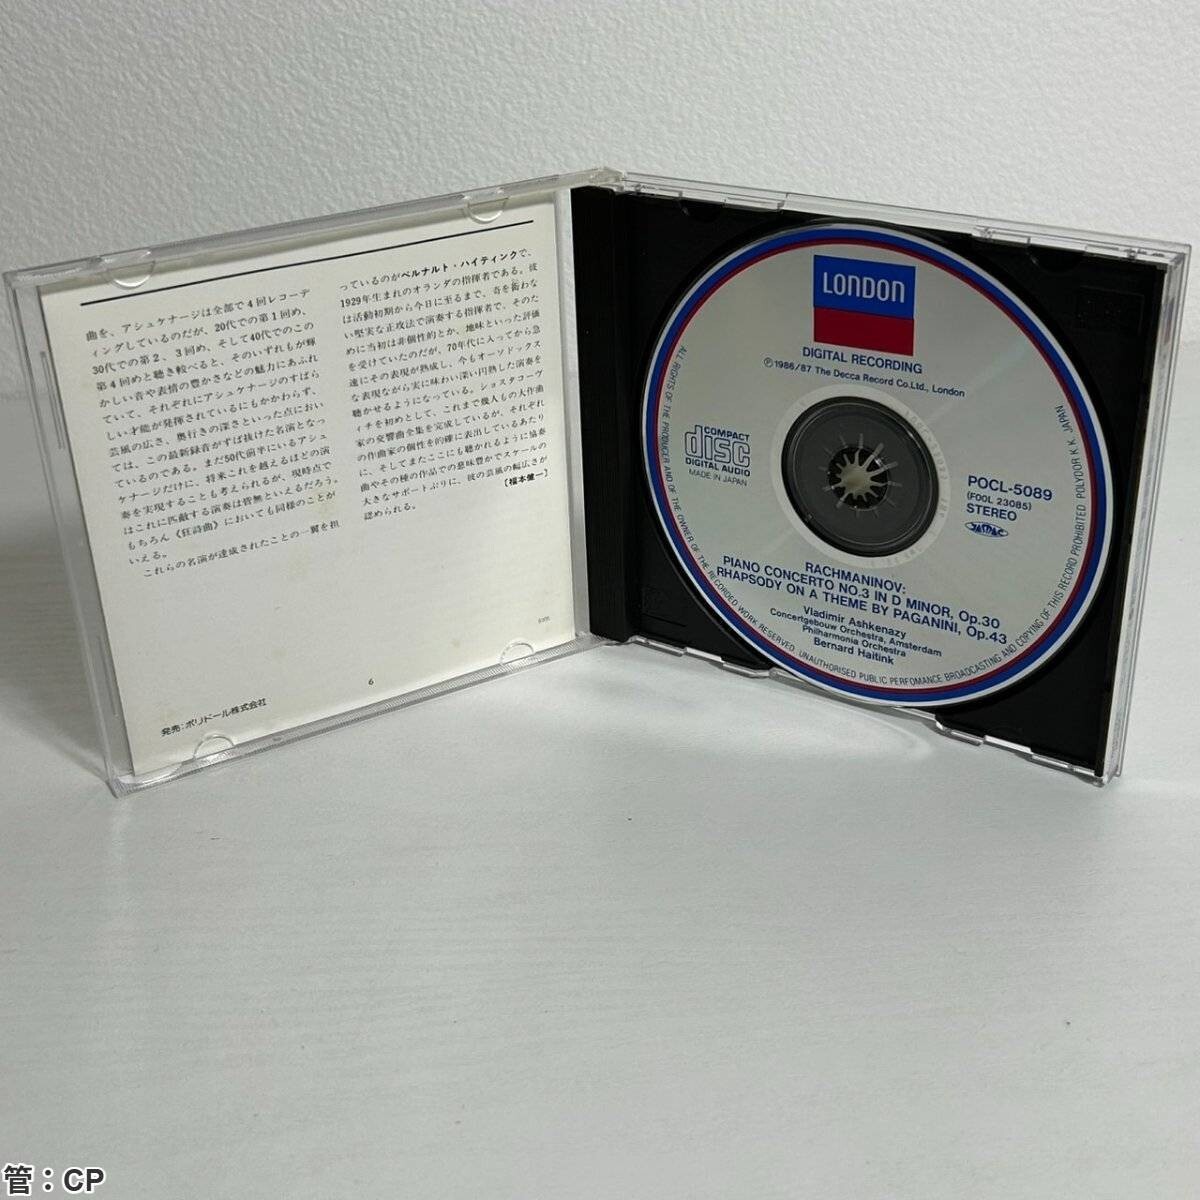 曲を、アシュケナージは全部で4回レコーデ
ィングしているのだが、20代での第1回め、
30代での第2、3回め、そして40代でのこの
第4回めと聴き較べると、そのいずれもが輝
かしい音や表情の豊かさなどの魅力にあふれ
ていて、それぞれにアシュケナージのすばら
しい才能が発揮されているにもかかわらず、
芸風の広さ、奥行きの深さといった点におい
ては、この最新録音がすば抜けた名演となっ
ているのである。まだ50代前半にいるアシュ
ケナージだけに、将来これを越えるほどの演
奏を実現することも考えられるが、現時点で
はこれに匹敵する演奏は皆無といえるだろう。
もちろん《狂詩曲》においても同様のことが
いえる。
これらの名演が達成されたことの一翼を担
っているのがベルナルト・ハイティンクで、
1929年生まれのオランダの指揮者である。彼
は活動初期から今日に至るまで、奇を衒わな
い堅実な正攻法で演奏する指揮者で、そのた
めに当初は非個性的とか、地味といった評価
を受けていたのだが、70年代に入ってから急
速にその表現が熟成し、今もオーソドックス
な表現ながら実に味わい深い円熟した演奏を
聴かせるようになっている。ショスタコーヴ
ィチを初めとして、これまで幾人もの大作曲
家の交響曲全集を完成しているが、それぞれ
の作曲家の個性を的確に表出しているあたり
に、そしてまたここにも聴かれるように協奏
曲やその種の作品での意味豊かでスケールの
大きなサポートぶりに、彼の芸風の幅広さが
認められる。
〔福本健一〕
6
発売:ポリドール株式会社
LONDON
DIGITAL RECORDING
℗ 1986/87 The Decca Record Co.Ltd., London
COMPACT
disc
DIGITAL AUDIO
MADE IN JAPAN
POCL-5089
(F00L 23085)
STEREO
JASRAC
RACHMANINOV:
PIANO CONCERTO NO.3 IN D MINOR, Op.30
RHAPSODY ON A THEME BY PAGANINI, Op.43
Vladimir Ashkenazy
Concertgebouw Orchestra, Amsterdam
Philharmonia Orchestra
Bernard Haitink
ALL RIGHTS OF THE PRODUCER AND OF THE OWNER OF THE RECORDED WORK RESERVED. UNAUTHORISED PUBLIC PERFOMANCE BROADCASTING AND COPYING OF THIS RECORD PROHIBITED POLYDOR K.K. JAPAN
管:CP